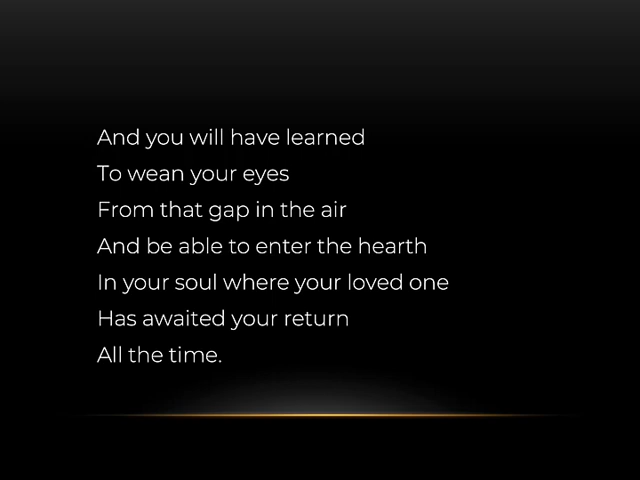 And you will have learned
To wean your eyes
From that gap in the air
And be able to enter the hearth
In your soul where your loved one
Has awaited your return
All the time.